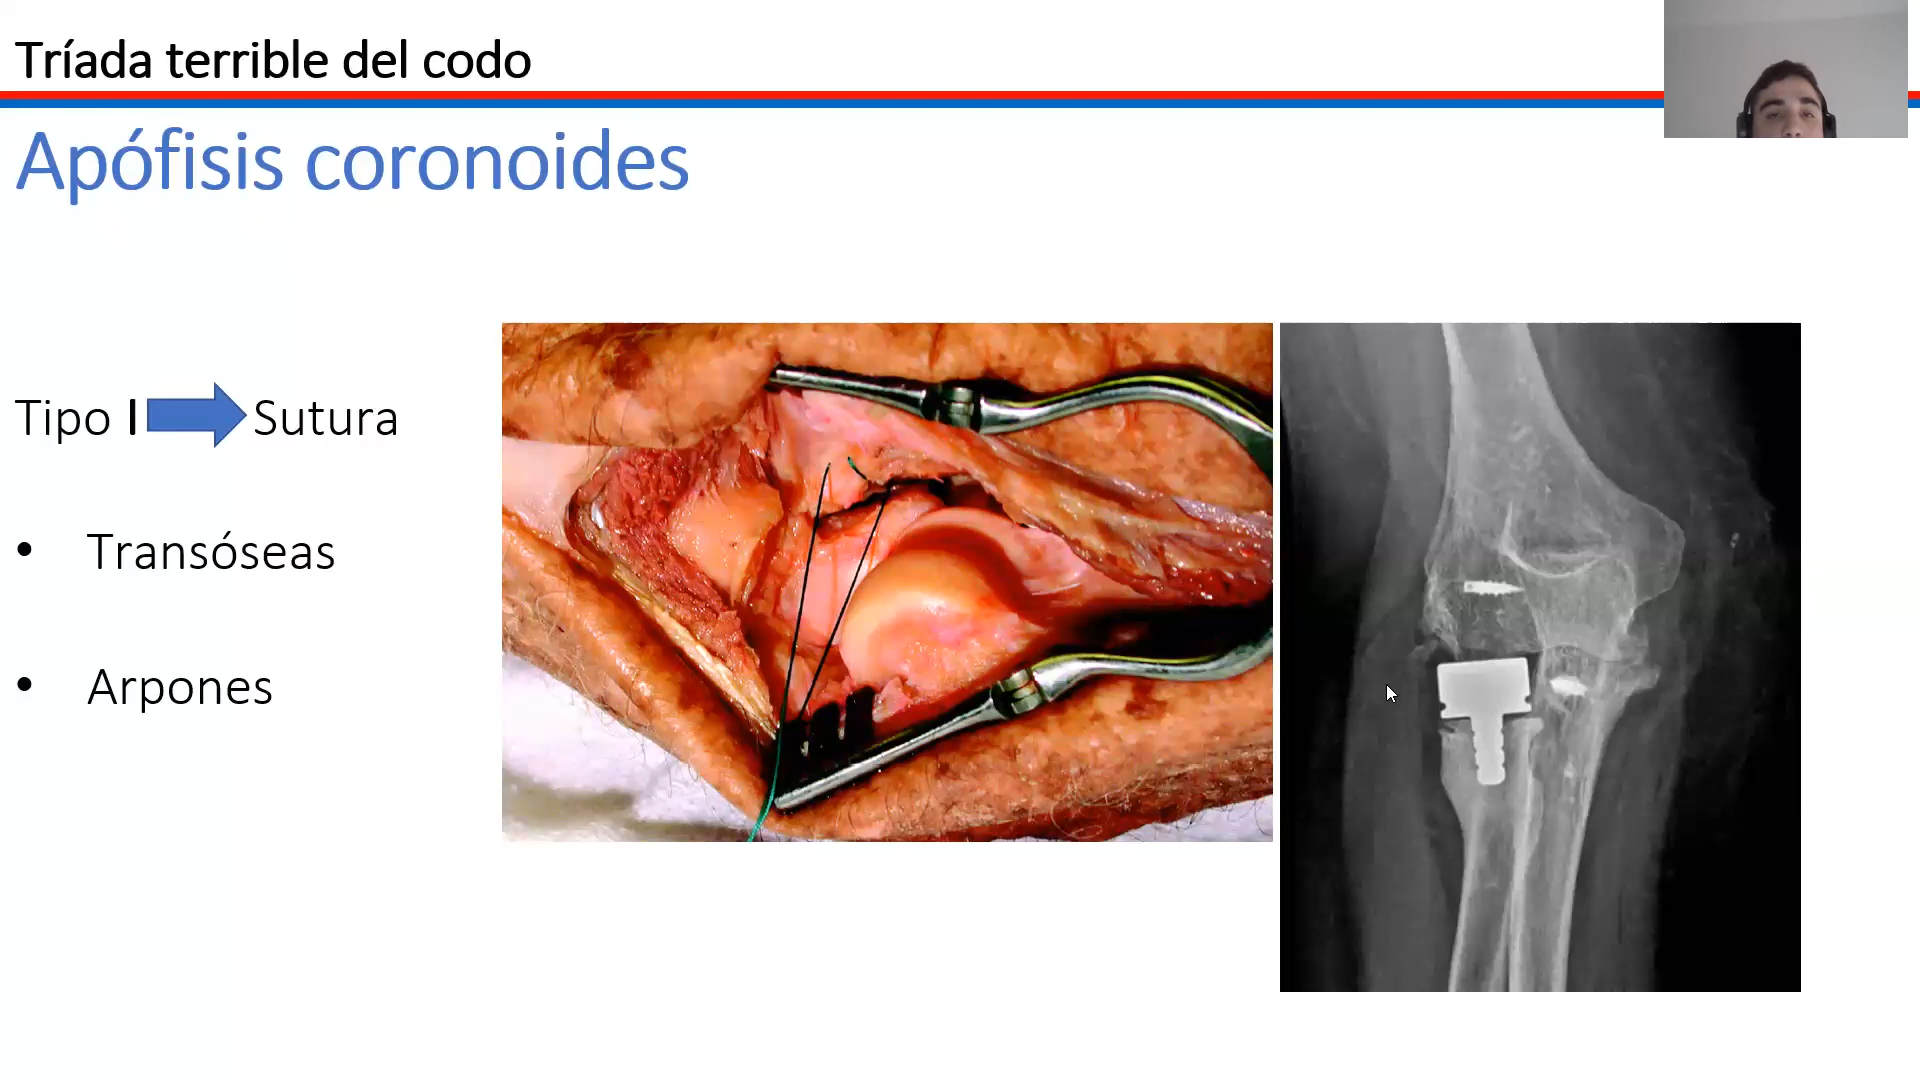 Tríada terrible del codo
Apófisis coronoides
Tipo I Sutura
• Transóseas
• Arpones